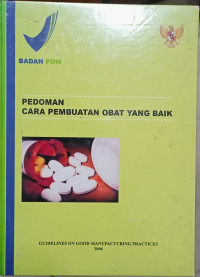 BADAN POM
PEDOMAN
CARA PEMBUATAN OBAT YANG BAIK
GUIDELINES ON GOOD MANUFACTURING PRACTICES
2006